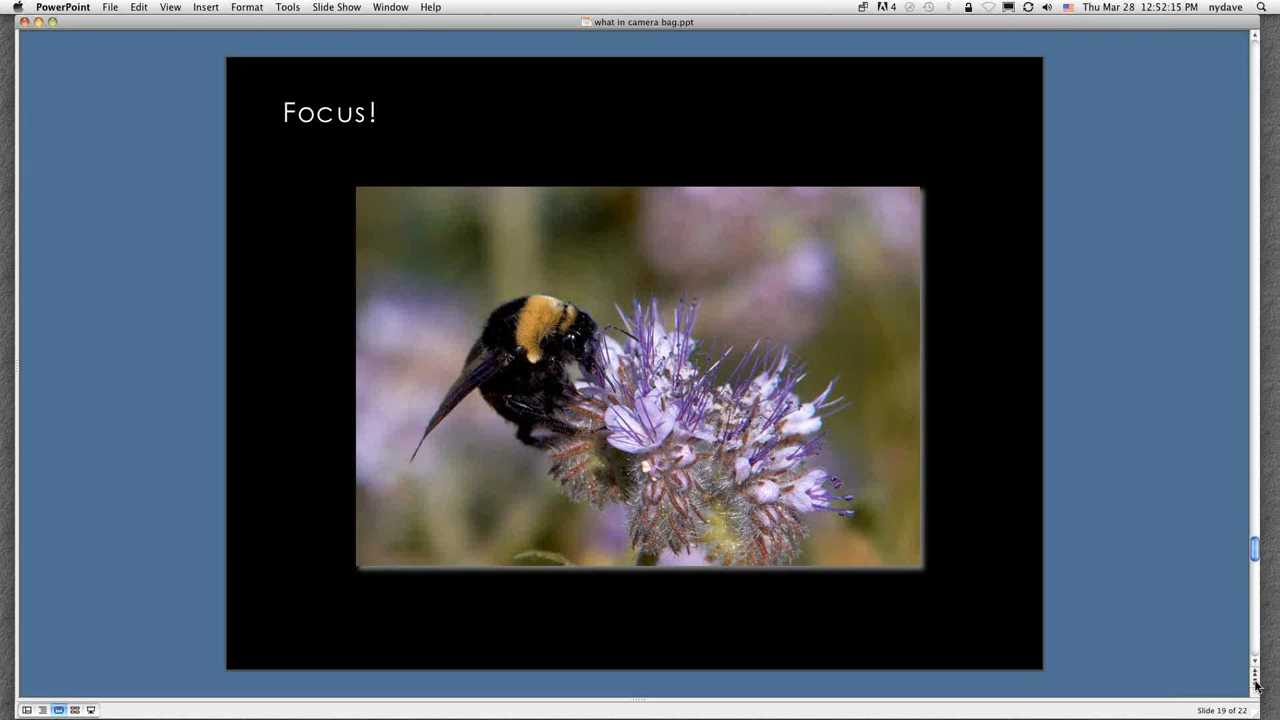 PowerPoint File Edit View Insert Format Tools Slide Show Window Help 4 Thu Mar 28 12:52:15 PM nydave
what in camera bag.ppt
Focus!
Slide 19 of 22